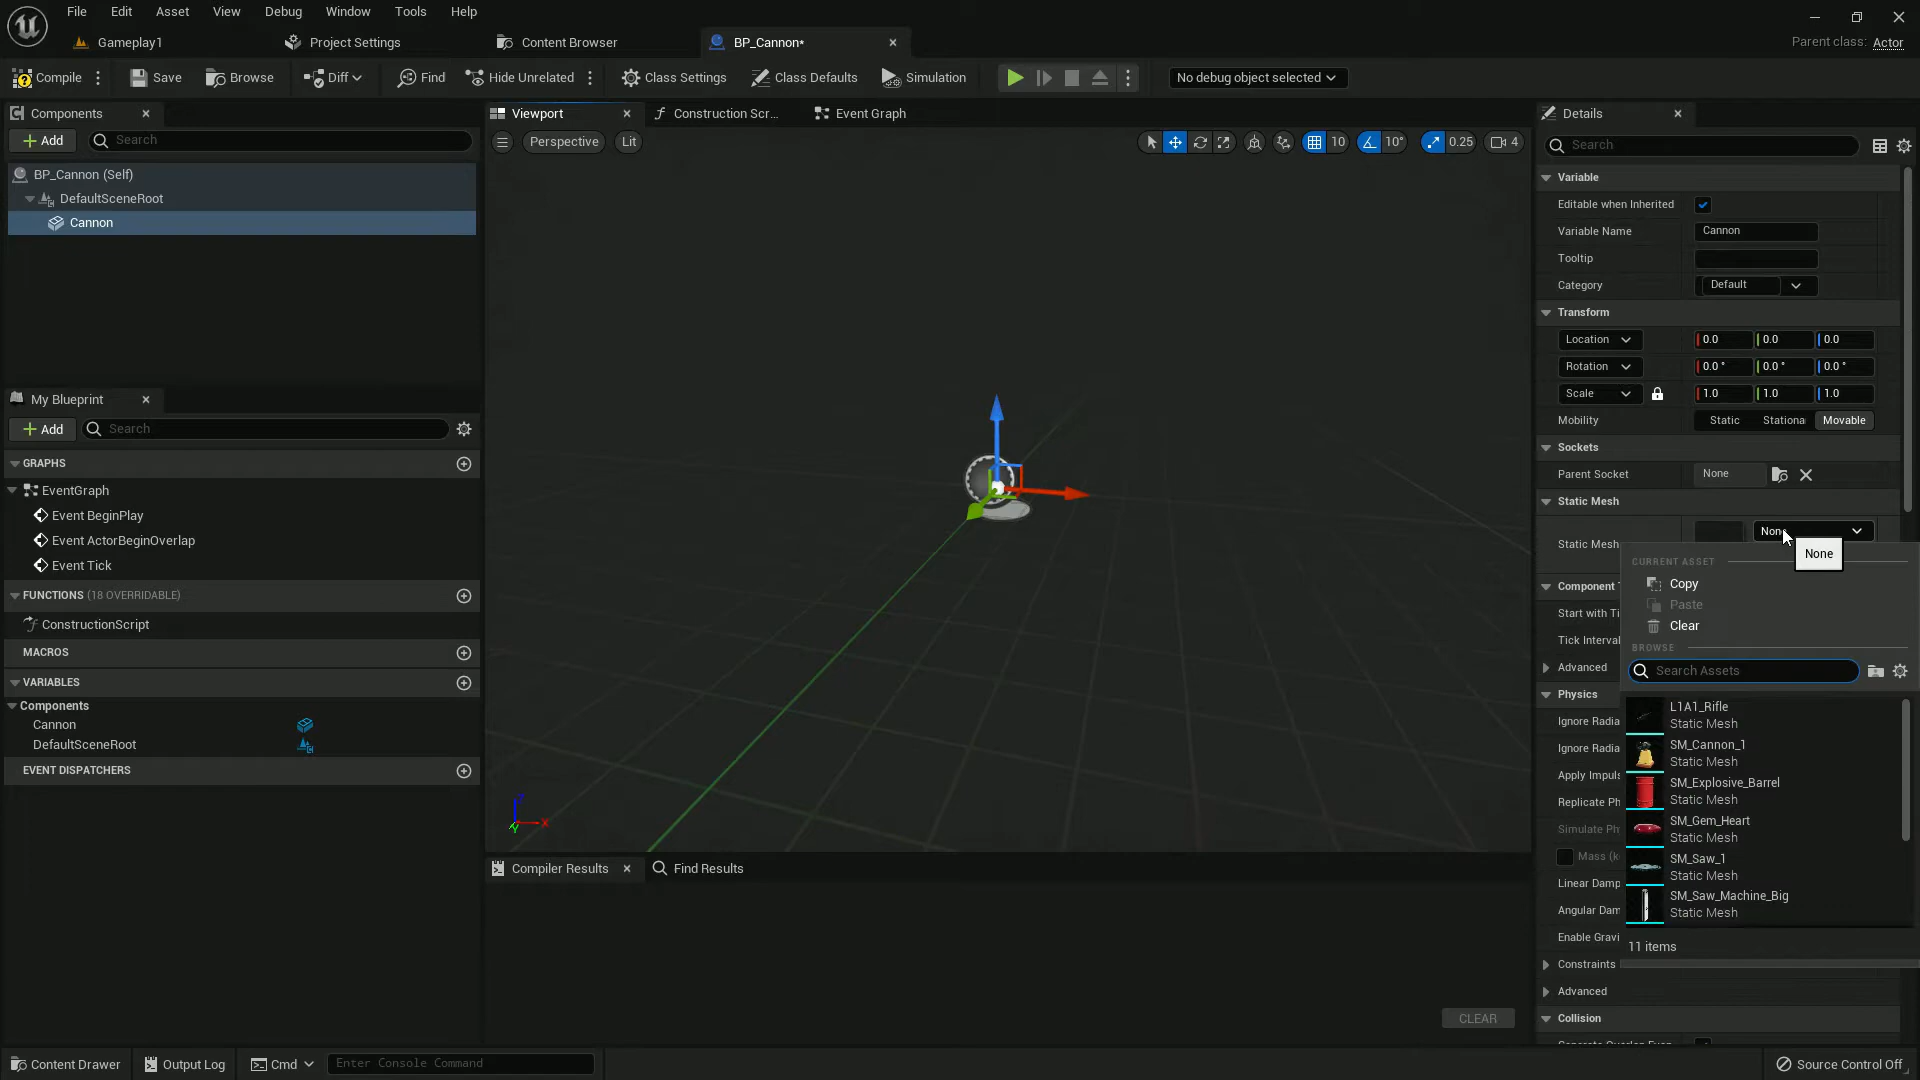 File Edit Asset View Debug Window Tools Help
Gameplay1 Project Settings Content Browser BP_Cannon* Parent class: Actor
Compile Save Browse Diff Find Hide Unrelated Class Settings Class Defaults Simulation No debug object selected
Components
Add Search
BP_Cannon (Self)
DefaultSceneRoot
Cannon
My Blueprint
Add Search
GRAPHS
EventGraph
Event BeginPlay
Event ActorBeginOverlap
Event Tick
FUNCTIONS (18 OVERRIDABLE)
ConstructionScript
MACROS
VARIABLES
Components
Cannon
DefaultSceneRoot
EVENT DISPATCHERS
Viewport Construction Scr... Event Graph
Perspective Lit 10 10° 0.25 4
Z
X
Y
Compiler Results Find Results
CLEAR
Details
Search
Variable
Editable when Inherited
Variable Name Cannon
Tooltip
Category Default
Transform
Location 0.0 0.0 0.0
Rotation 0.0 ° 0.0 ° 0.0 °
Scale 1.0 1.0 1.0
Mobility Static Stationa Movable
Sockets
Parent Socket None
Static Mesh
Static Mesh None
None
CURRENT ASSET
Copy
Paste
Clear
BROWSE
Search Assets
L1A1_Rifle
Static Mesh
SM_Cannon_1
Static Mesh
SM_Explosive_Barrel
Static Mesh
SM_Gem_Heart
Static Mesh
SM_Saw_1
Static Mesh
SM_Saw_Machine_Big
Static Mesh
11 items
Component T
Start with Ti
Tick Interval
Advanced
Physics
Ignore Radia
Ignore Radia
Apply Impuls
Replicate Ph
Simulate Ph
Mass (k
Linear Damp
Angular Dam
Enable Gravi
Constraints
Advanced
Collision
Content Drawer Output Log Cmd Enter Console Command Source Control Off